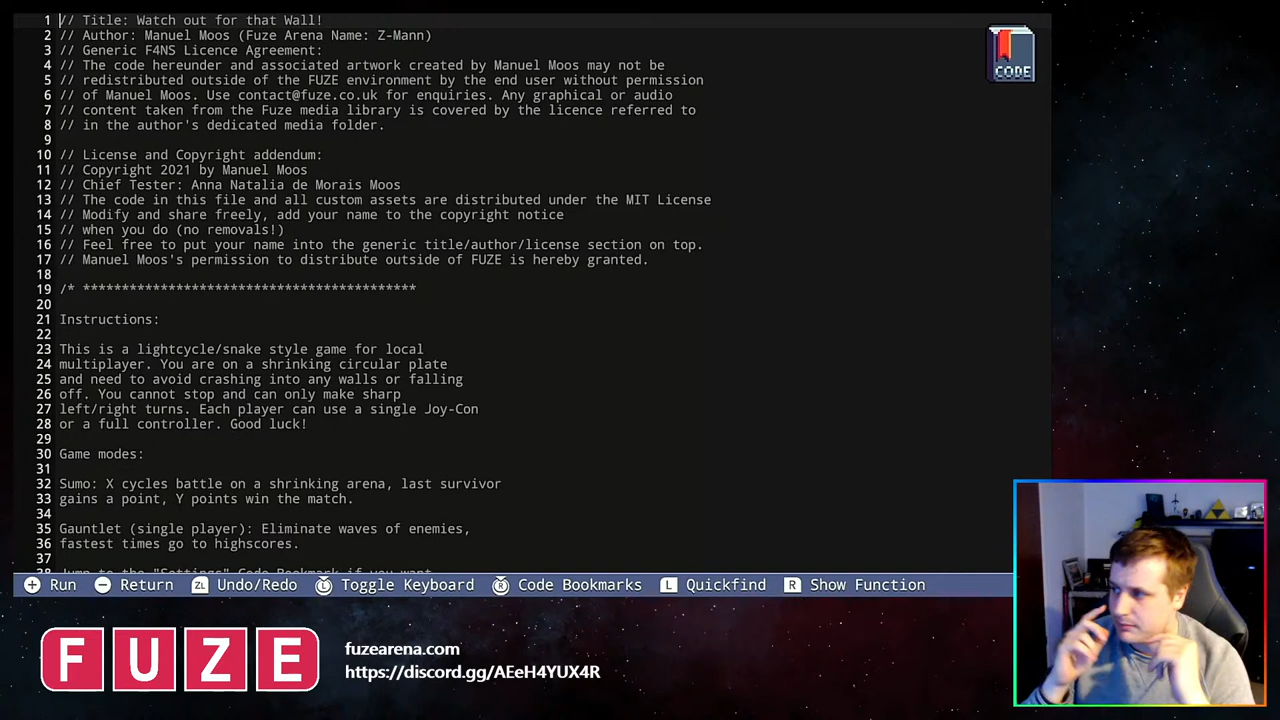 1 // Title: Watch out for that Wall!
2 // Author: Manuel Moos (Fuze Arena Name: Z-Mann)
3 // Generic F4NS Licence Agreement:
4 // The code hereunder and associated artwork created by Manuel Moos may not be
5 // redistributed outside of the FUZE environment by the end user without permission
6 // of Manuel Moos. Use contact@fuze.co.uk for enquiries. Any graphical or audio
7 // content taken from the Fuze media library is covered by the licence referred to
8 // in the author's dedicated media folder.
9
10 // License and Copyright addendum:
11 // Copyright 2021 by Manuel Moos
12 // Chief Tester: Anna Natalia de Morais Moos
13 // The code in this file and all custom assets are distributed under the MIT License
14 // Modify and share freely, add your name to the copyright notice
15 // when you do (no removals!)
16 // Feel free to put your name into the generic title/author/license section on top.
17 // Manuel Moos's permission to distribute outside of FUZE is hereby granted.
18
19 /* *******************************************
20
21 Instructions:
22
23 This is a lightcycle/snake style game for local
24 multiplayer. You are on a shrinking circular plate
25 and need to avoid crashing into any walls or falling
26 off. You cannot stop and can only make sharp
27 left/right turns. Each player can use a single Joy-Con
28 or a full controller. Good luck!
29
30 Game modes:
31
32 Sumo: X cycles battle on a shrinking arena, last survivor
33 gains a point, Y points win the match.
34
35 Gauntlet (single player): Eliminate waves of enemies,
36 fastest times go to highscores.
37
38 Jump to the "Settings" Code Bookmark if you want
CODE
+ Run - Return ZL Undo/Redo L Toggle Keyboard R Code Bookmarks L Quickfind R Show Function
FUZE
fuzearena.com
https://discord.gg/AEeH4YUX4R